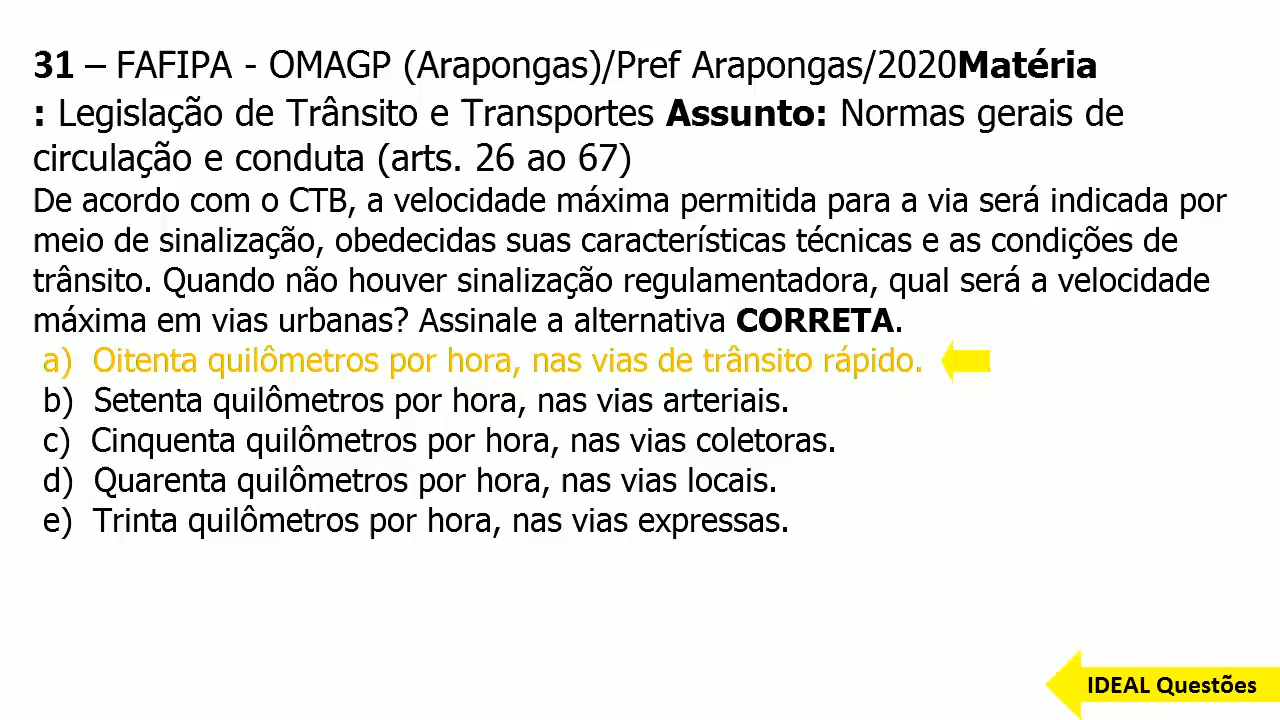 31 – FAFIPA - OMAGP (Arapongas)/Pref Arapongas/2020Matéria
: Legislação de Trânsito e Transportes Assunto: Normas gerais de
circulação e conduta (arts. 26 ao 67)
De acordo com o CTB, a velocidade máxima permitida para a via será indicada por
meio de sinalização, obedecidas suas características técnicas e as condições de
trânsito. Quando não houver sinalização regulamentadora, qual será a velocidade
máxima em vias urbanas? Assinale a alternativa CORRETA.
a) Oitenta quilômetros por hora, nas vias de trânsito rápido.
b) Setenta quilômetros por hora, nas vias arteriais.
c) Cinquenta quilômetros por hora, nas vias coletoras.
d) Quarenta quilômetros por hora, nas vias locais.
e) Trinta quilômetros por hora, nas vias expressas.
IDEAL Questões